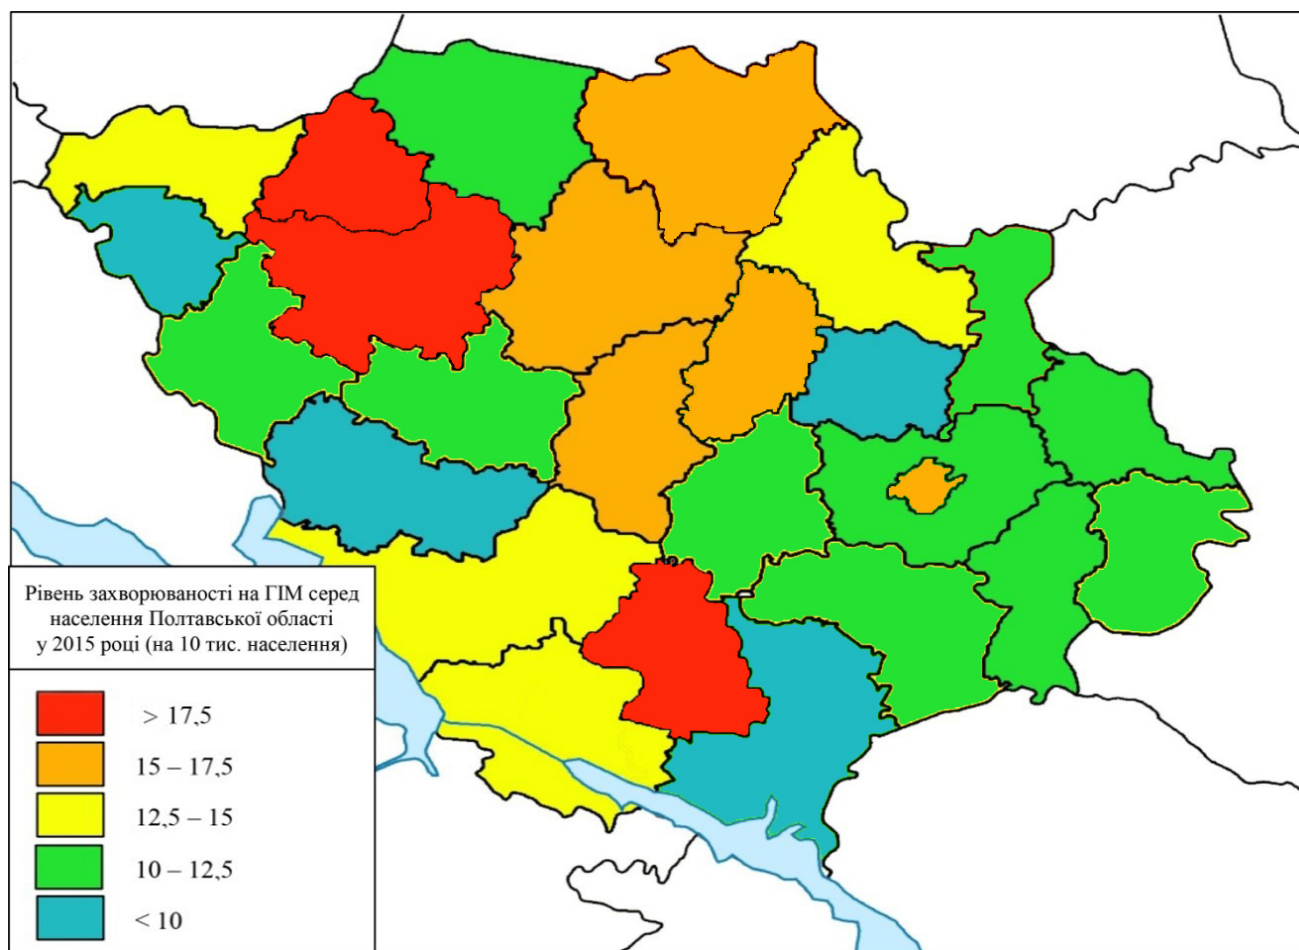 Рівень захворюваності на ГІМ серед
населення Полтавської області
у 2015 році (на 10 тис. населення)
> 17,5
15 – 17,5
12,5 – 15
10 – 12,5
< 10